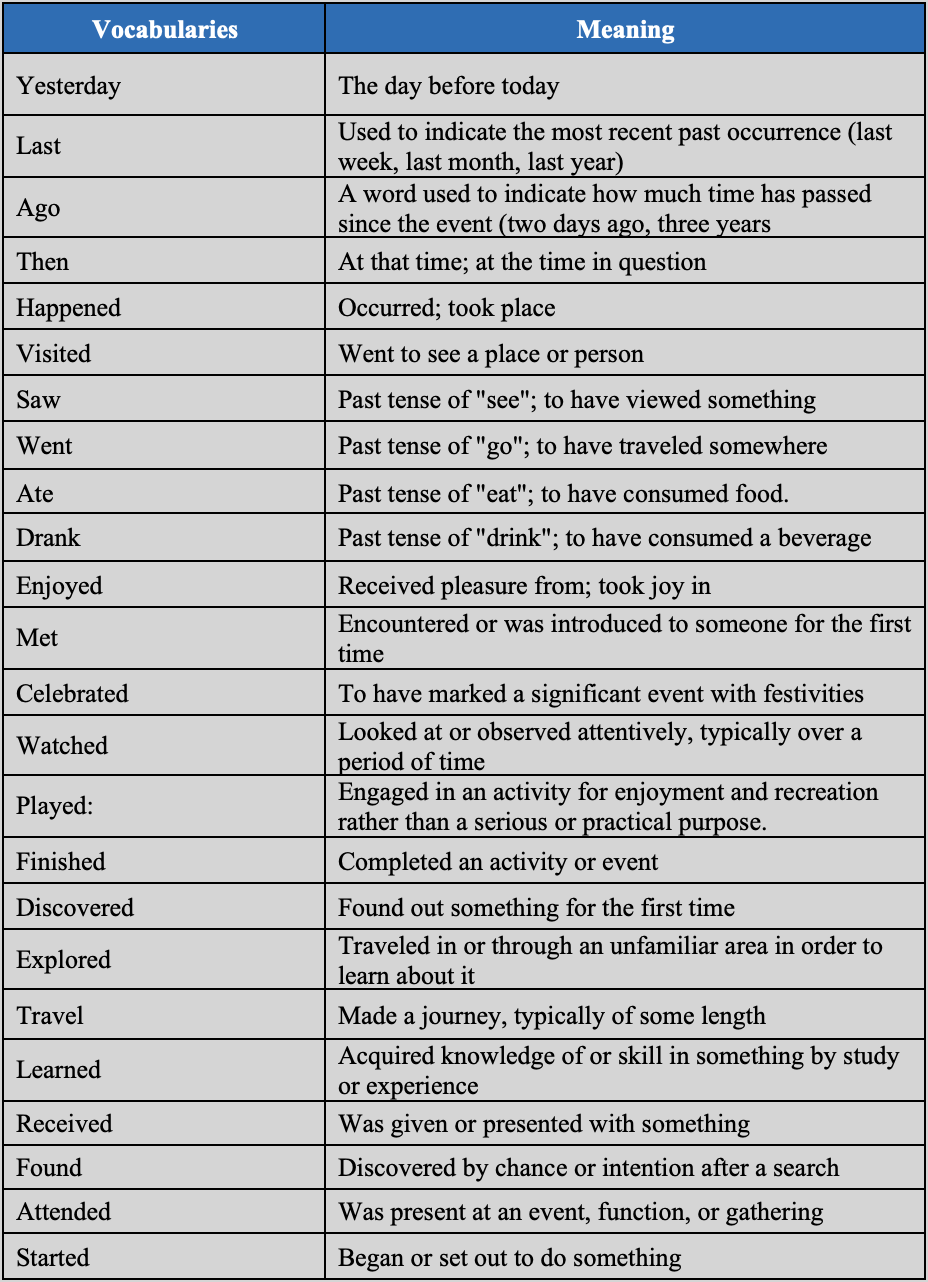 Vocabularies Meaning
Yesterday The day before today
Last Used to indicate the most recent past occurrence (last
week, last month, last year)
Ago A word used to indicate how much time has passed
since the event (two days ago, three years
Then At that time; at the time in question
Happened Occurred; took place
Visited Went to see a place or person
Saw Past tense of "see"; to have viewed something
Went Past tense of "go"; to have traveled somewhere
Ate Past tense of "eat"; to have consumed food.
Drank Past tense of "drink"; to have consumed a beverage
Enjoyed Received pleasure from; took joy in
Met Encountered or was introduced to someone for the first
time
Celebrated To have marked a significant event with festivities
Watched Looked at or observed attentively, typically over a
period of time
Played: Engaged in an activity for enjoyment and recreation
rather than a serious or practical purpose.
Finished Completed an activity or event
Discovered Found out something for the first time
Explored Traveled in or through an unfamiliar area in order to
learn about it
Travel Made a journey, typically of some length
Learned Acquired knowledge of or skill in something by study
or experience
Received Was given or presented with something
Found Discovered by chance or intention after a search
Attended Was present at an event, function, or gathering
Started Began or set out to do something